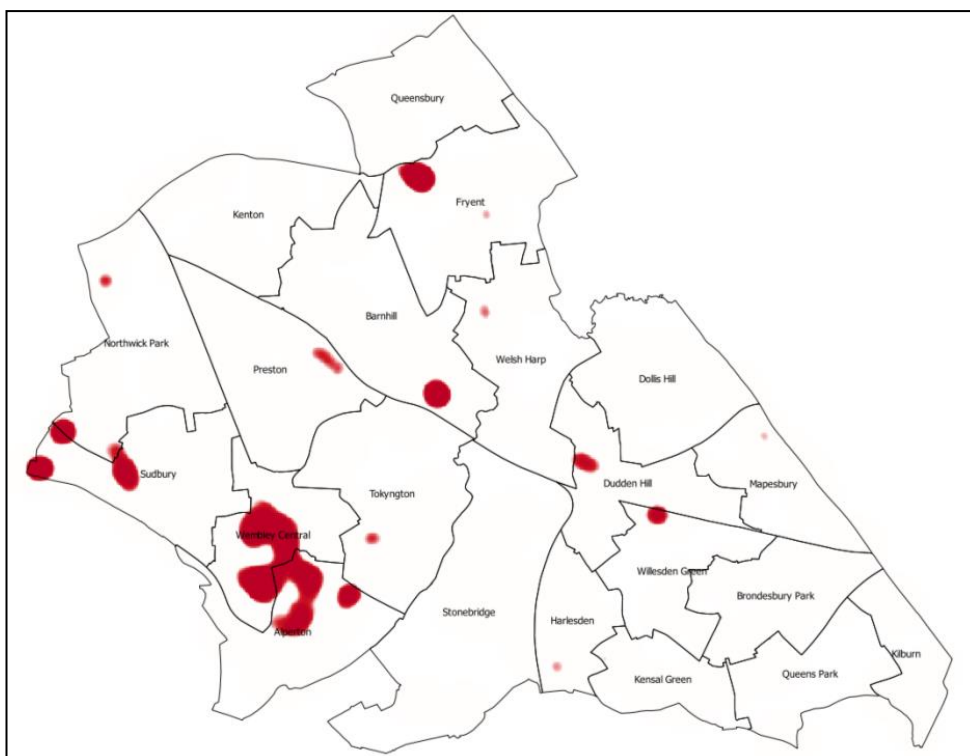 Queensbury
Fryent
Kenton
Barnhill
Northwick Park
Welsh Harp
Preston
Dollis Hill
Sudbury
Dudden Hill
Mapesbury
Tokyngton
Wembley Central
Willesden Green
Brondesbury Park
Stonebridge
Harlesden
Alperton
Kilburn
Kensal Green
Queens Park